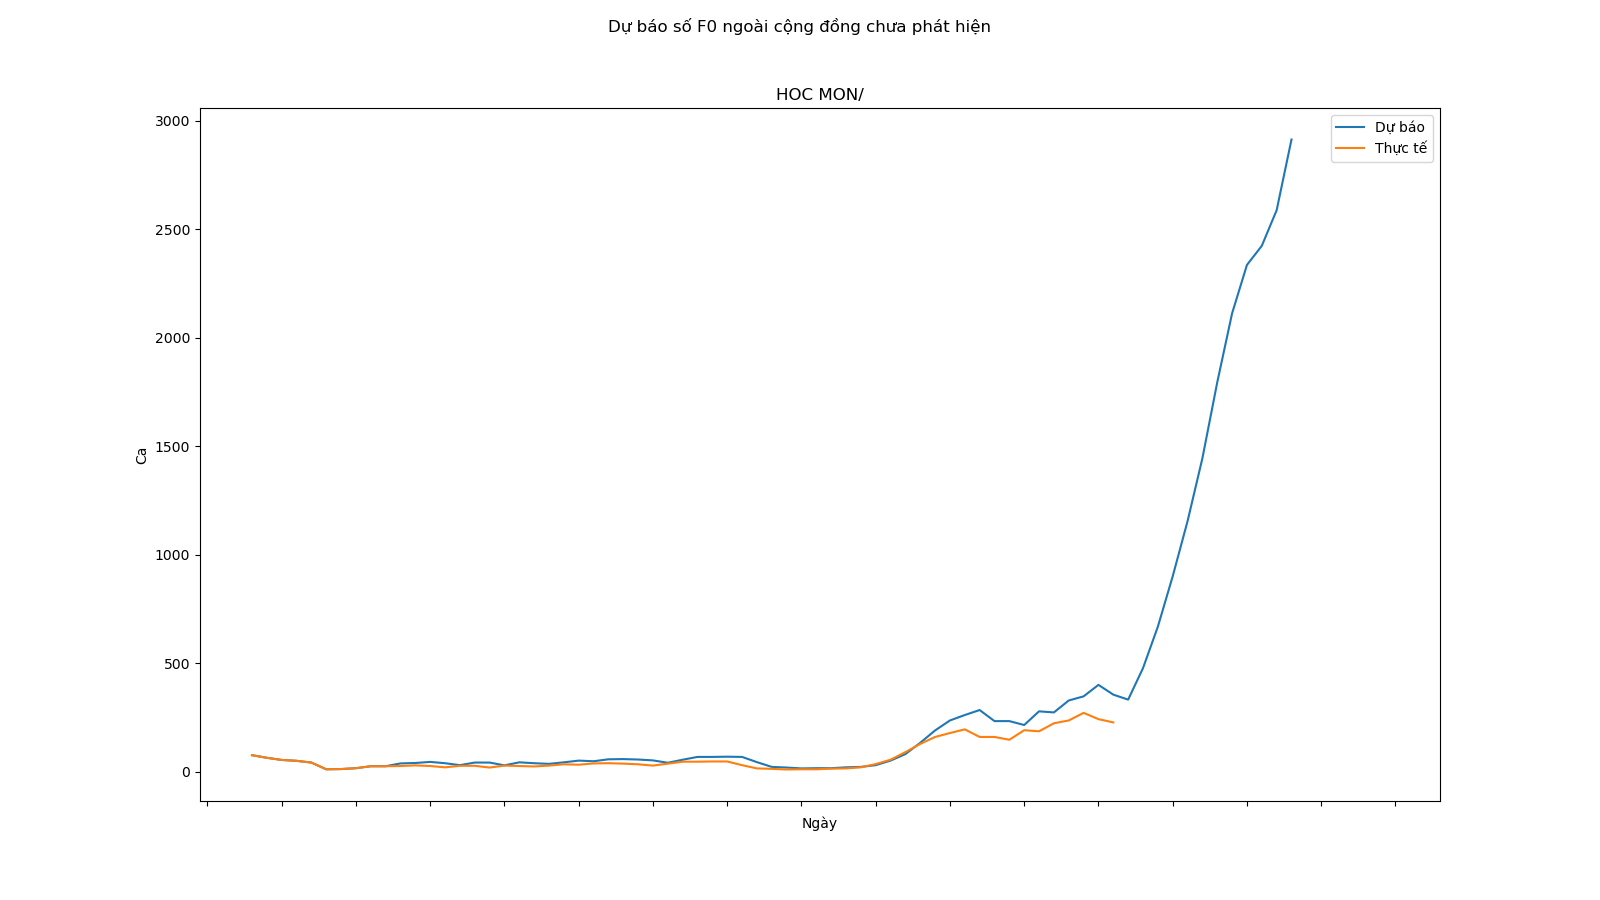 Dự báo số F0 ngoài cộng đồng chưa phát hiện
HOC MON/
Dự báo
Thực tế
3000
2500
2000
1500
1000
500
0
Ca
Ngày